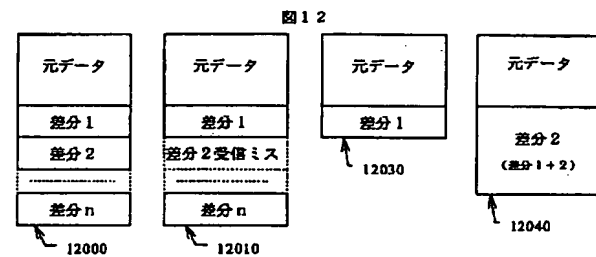 図12
元データ
差分1
差分2
差分n
12000
元データ
差分1
差分2受信ミス
差分n
12010
元データ
差分1
12030
元データ
差分2
(差分1+2)
12040